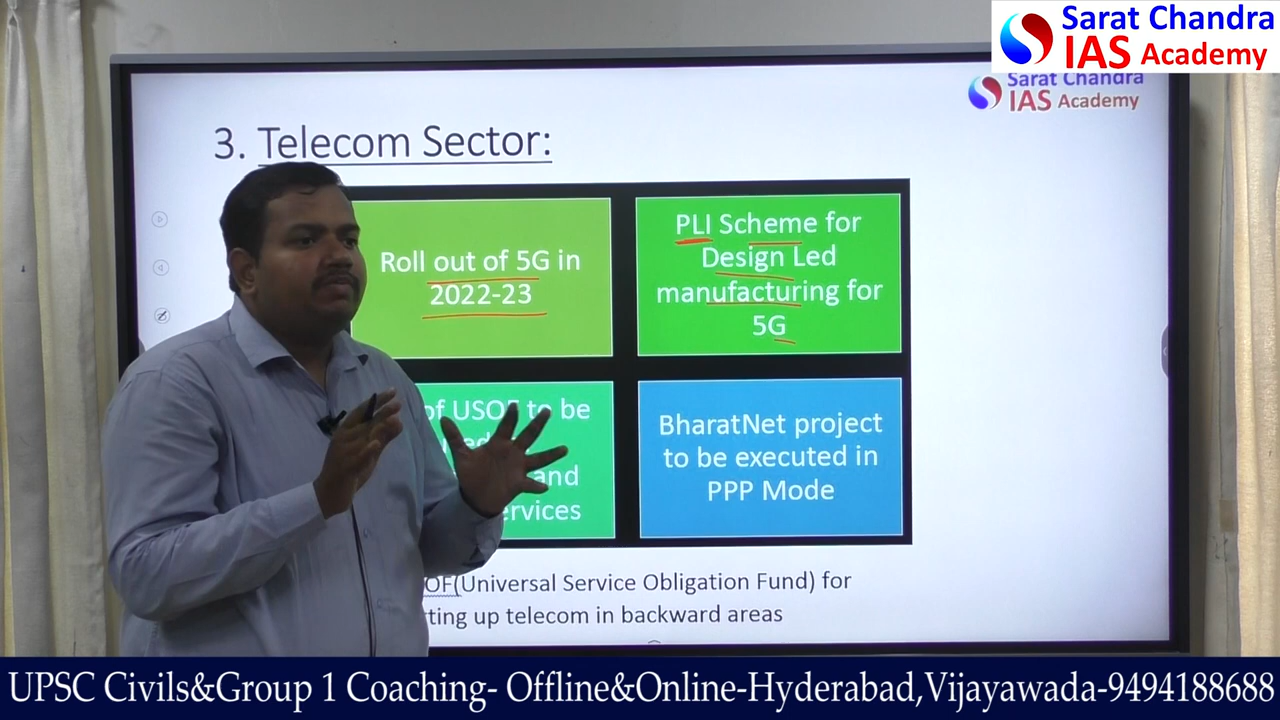 Sarat Chandra
IAS Academy
Sarat Chandra
IAS Academy
3. Telecom Sector:
Roll out of 5G in
2022-23
PLI Scheme for
Design Led
manufacturing for
5G
of USOF to be
and
BharatNet project
to be executed in
PPP Mode
(Universal Service Obligation Fund) for
up telecom in backward areas
UPSC Civils&Group 1 Coaching- Offline&Online-Hyderabad,Vijayawada-9494188688